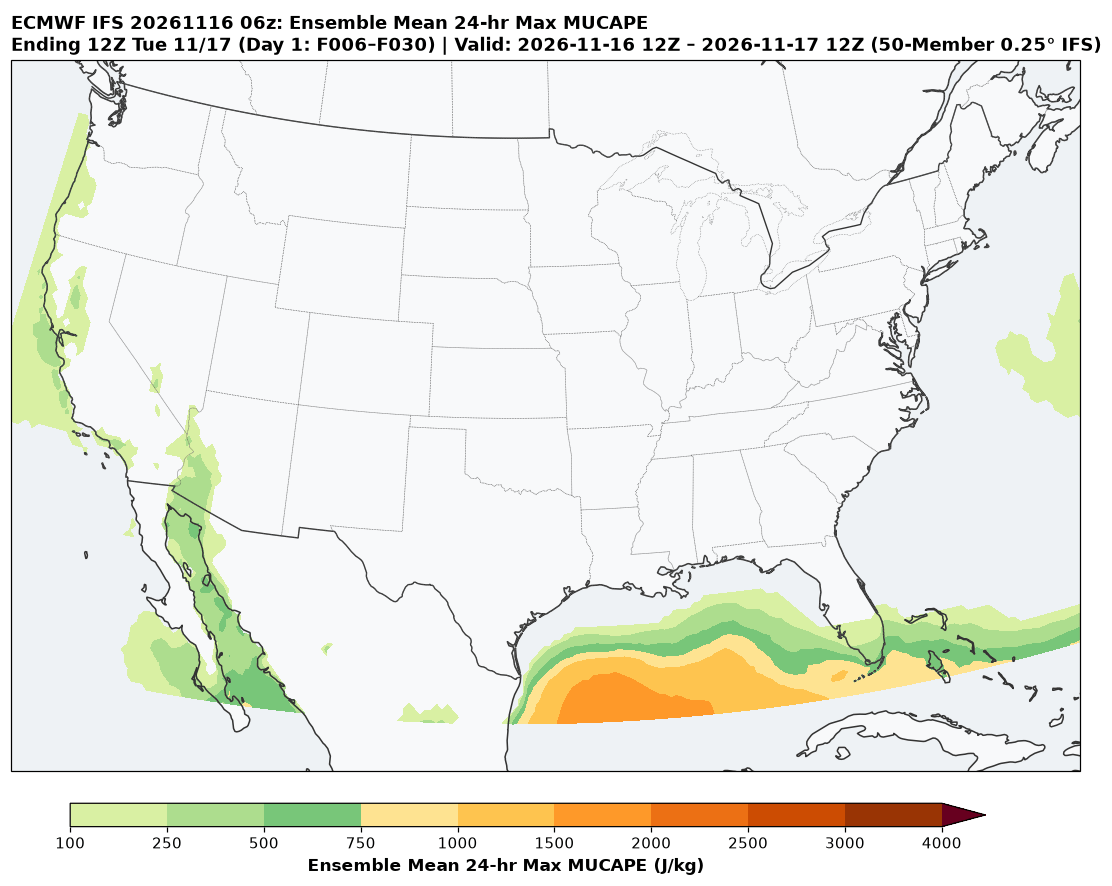 ECMWF IFS 20261116 06z: Ensemble Mean 24-hr Max MUCAPE
Ending 12Z Tue 11/17 (Day 1: F006–F030) | Valid: 2026-11-16 12Z – 2026-11-17 12Z (50-Member 0.25° IFS)
100 250 500 750 1000 1500 2000 2500 3000 4000
Ensemble Mean 24-hr Max MUCAPE (J/kg)